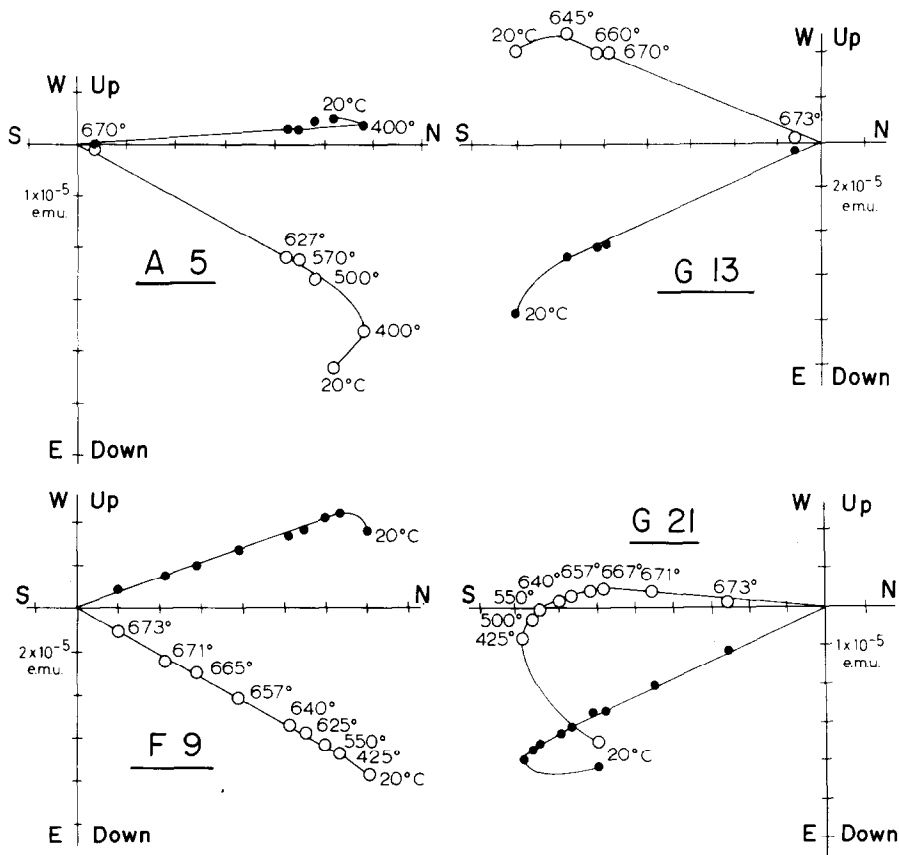 W Up
20°C
S 670° 400° N
1x10⁻⁵
e.m.u.
627°
570°
500°
A 5
400°
20°C
E Down
645°
20°C 660° W Up
670°
S 673° N
2x10⁻⁵
e.m.u.
G 13
20°C
E Down
W Up
20°C
S N
673°
2x10⁻⁵
e.m.u.
671°
665°
657°
640°
625°
550°
425°
F 9
20°C
E Down
W Up
G 21
657° 667° 671°
640° 673°
S 550° N
500°
425°
1x10⁻⁵
e.m.u.
20°C
E Down